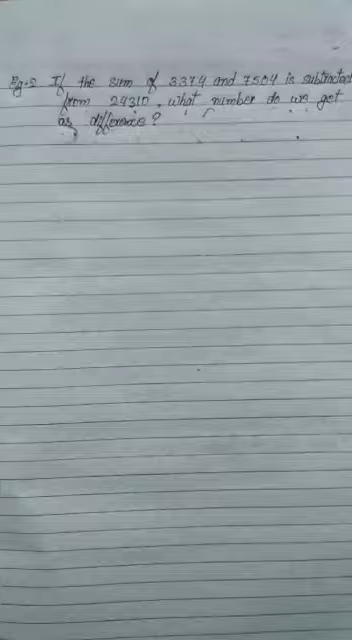 Eg.2 If the sum of 3374 and 7504 is subtracted
from 24310, what number do we get
as difference?